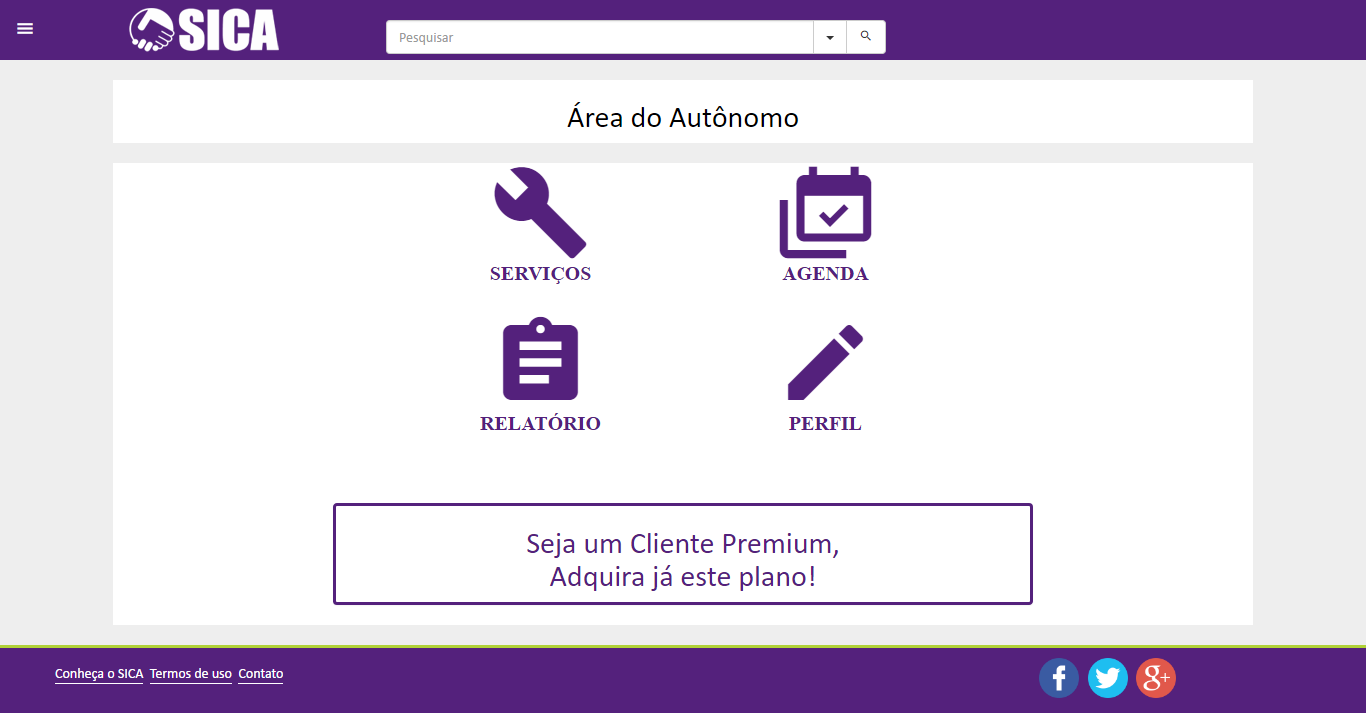 SICA
Pesquisar
Área do Autônomo
SERVIÇOS
AGENDA
RELATÓRIO
PERFIL
Seja um Cliente Premium,
Adquira já este plano!
Conheça o SICA Termos de uso Contato
f
g+